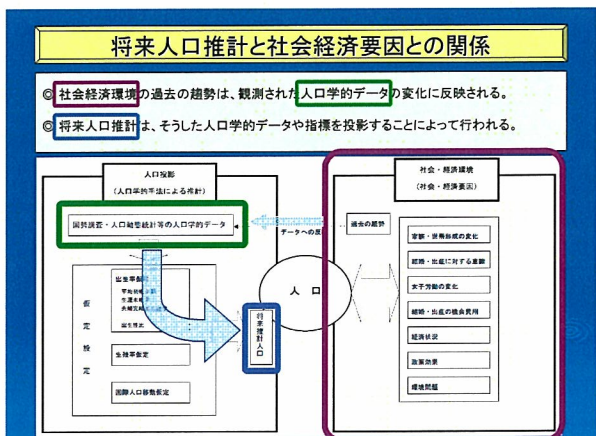 将来人口推計と社会経済要因との関係
◎ 社会経済環境の過去の趨勢は、観測された人口学的データの変化に反映される。
◎ 将来人口推計は、そうした人口学的データや指標を投影することによって行われる。
人口投影
(人口学的手法による推計)
国勢調査・人口動態統計等の人口学的データ
仮定設定
出生率仮定
生残率仮定
国際人口移動仮定
将来推計人口
データへの反
人口
社会・経済環境
(社会・経済要因)
過去の趨勢
家族・世帯形成の変化
結婚・出産に対する意識
女子労働の変化
結婚・出産の機会費用
経済状況
政策効果
環境問題